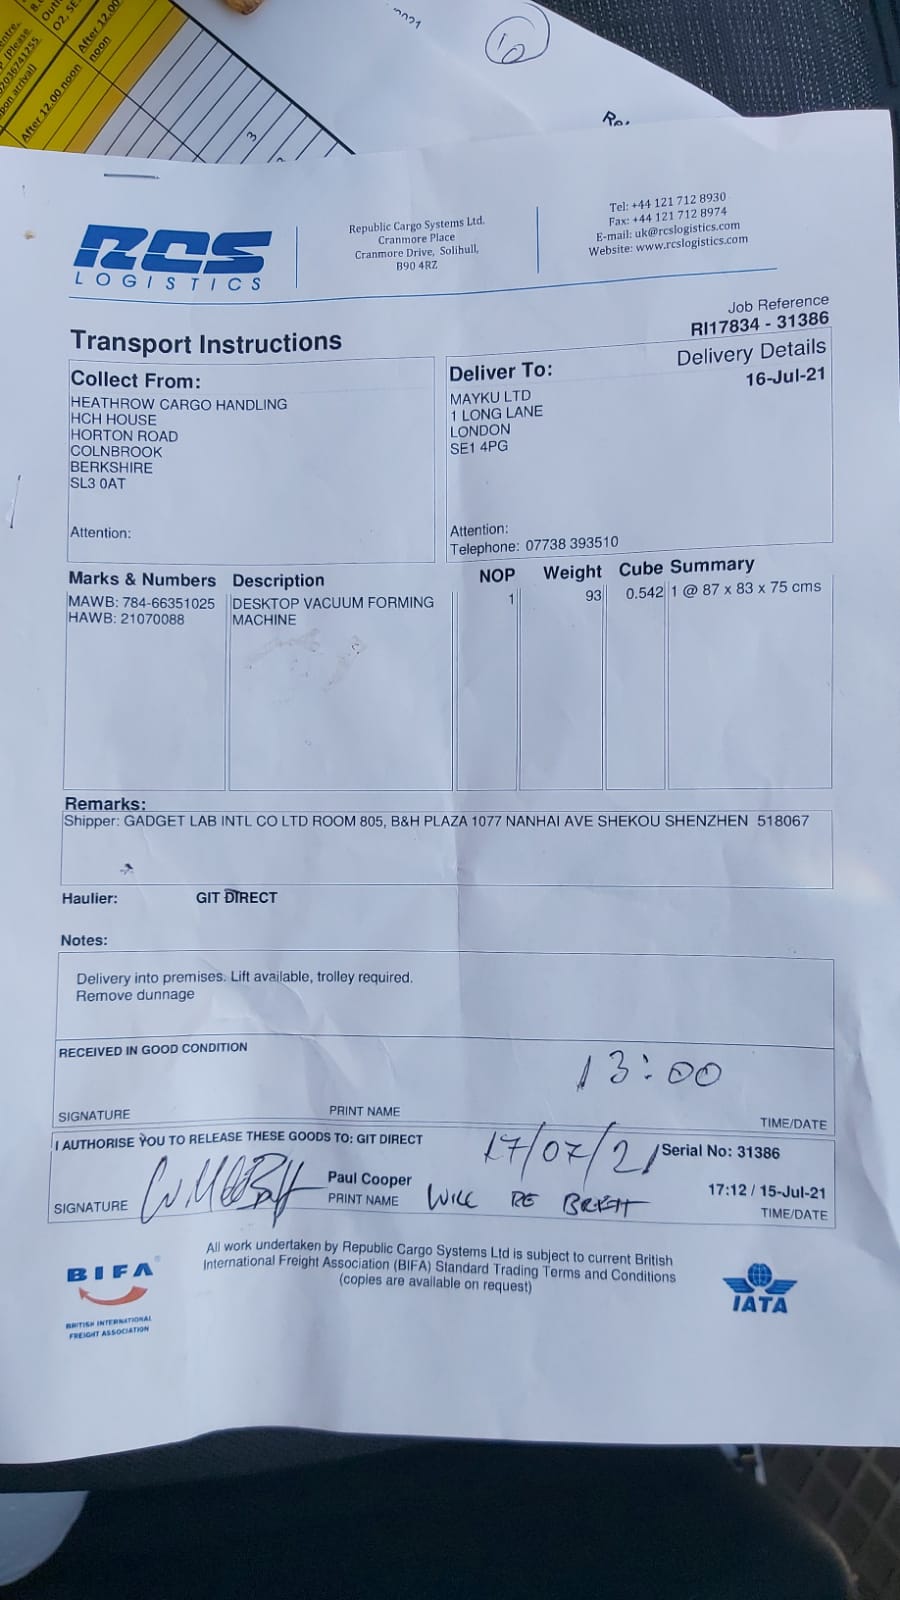 After 12.00 noon
After 12.00
noon
3
10
RCS
LOGISTICS
Republic Cargo Systems Ltd.
Cranmore Place
Cranmore Drive, Solihull,
B90 4RZ
Tel: +44 121 712 8930
Fax: +44 121 712 8974
E-mail: uk@rcslogistics.com
Website: www.rcslogistics.com
Job Reference
RI17834 - 31386
Transport Instructions
Delivery Details
16-Jul-21
Collect From:
HEATHROW CARGO HANDLING
HCH HOUSE
HORTON ROAD
COLNBROOK
BERKSHIRE
SL3 0AT
Attention:
Deliver To:
MAYKU LTD
1 LONG LANE
LONDON
SE1 4PG
Attention:
Telephone: 07738 393510
Marks & Numbers Description NOP Weight Cube Summary
MAWB: 784-66351025 DESKTOP VACUUM FORMING 1 93 0.542 1 @ 87 x 83 x 75 cms
HAWB: 21070088 MACHINE
Remarks:
Shipper: GADGET LAB INTL CO LTD ROOM 805, B&H PLAZA 1077 NANHAI AVE SHEKOU SHENZHEN 518067
Haulier: GIT DIRECT
Notes:
Delivery into premises. Lift available, trolley required.
Remove dunnage
RECEIVED IN GOOD CONDITION
13:00
SIGNATURE PRINT NAME TIME/DATE
I AUTHORISE YOU TO RELEASE THESE GOODS TO: GIT DIRECT
17/07/21
Serial No: 31386
Paul Cooper
17:12 / 15-Jul-21
SIGNATURE PRINT NAME WILL DE BRETT TIME/DATE
All work undertaken by Republic Cargo Systems Ltd is subject to current British
International Freight Association (BIFA) Standard Trading Terms and Conditions
(copies are available on request)
BIFA
BRITISH INTERNATIONAL
FREIGHT ASSOCIATION
IATA